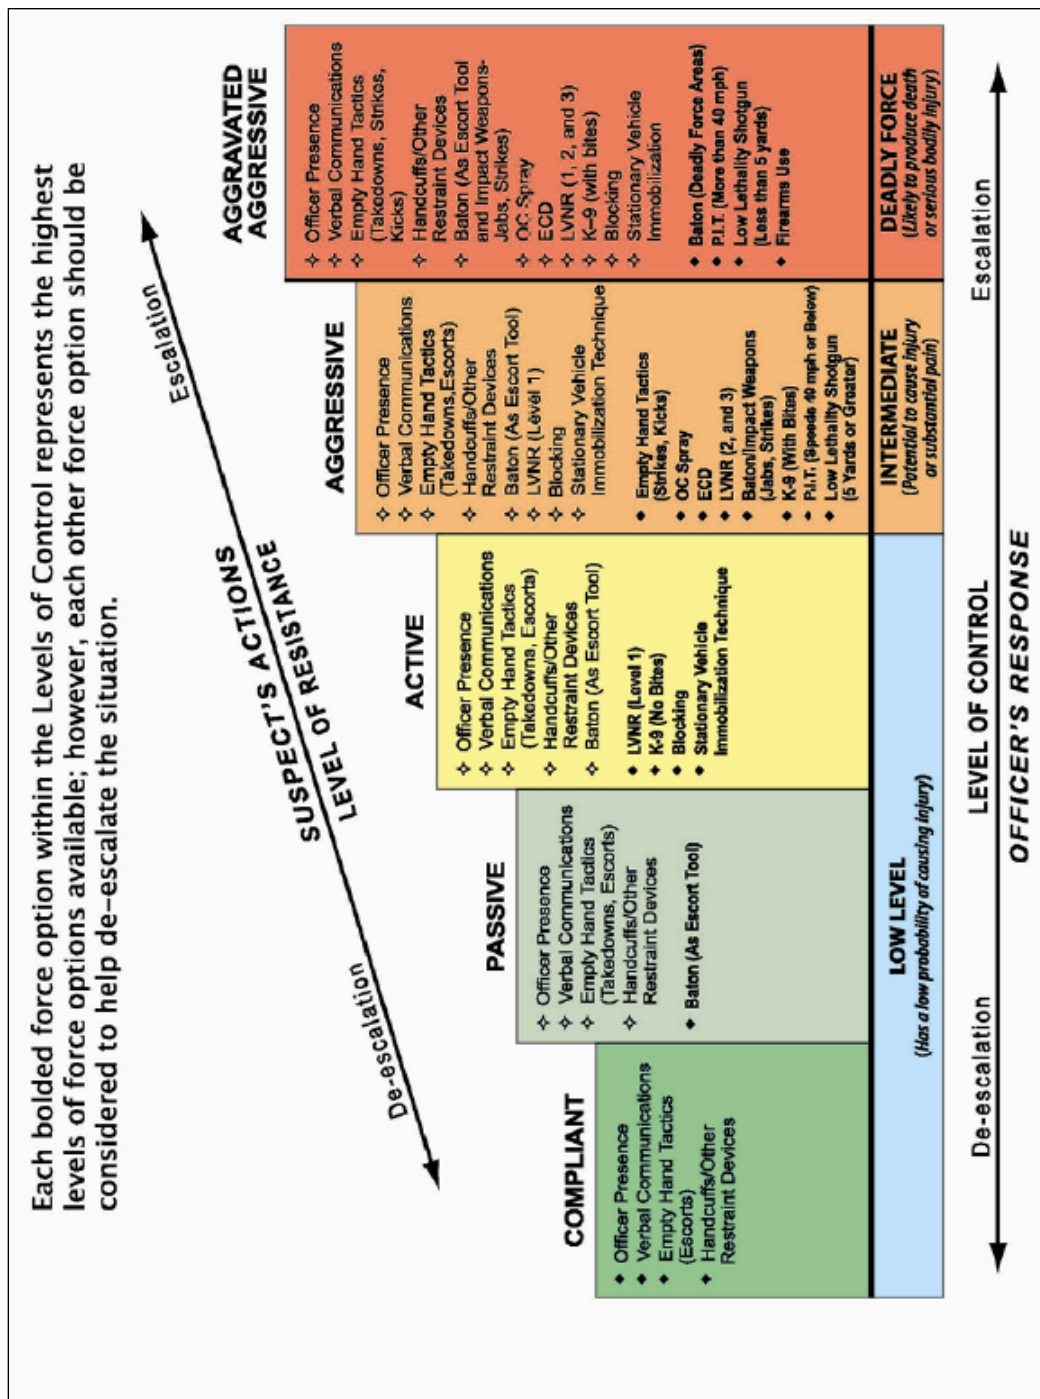 Each bolded force option within the Levels of Control represents the highest
levels of force options available; however, each other force option should be
considered to help de-escalate the situation.
De-escalation
Escalation
SUSPECT'S ACTIONS
LEVEL OF RESISTANCE
COMPLIANT
Officer Presence
Verbal Communications
Empty Hand Tactics
(Escorts)
Handcuffs/Other
Restraint Devices
PASSIVE
Officer Presence
Verbal Communications
Empty Hand Tactics
(Takedowns, Escorts)
Handcuffs/Other
Restraint Devices
Baton (As Escort Tool)
ACTIVE
Officer Presence
Verbal Communications
Empty Hand Tactics
(Takedowna, Escorta)
Handcuffs/Other
Restraint Devices
Baton (As Escort Tool)
LVNR (Level 1)
K-9 (No Bites)
Blocking
Stationary Vehicle
Immobilization Technique
AGGRESSIVE
Officer Presence
Verbal Communications
Empty Hand Tactics
(Takedowns,Escorts)
Handcuffs/Other
Restraint Devices
Baton (As Escort Tool)
LVNR (Level 1)
Blocking
Stationary Vehicle
Immobilization Technique
Empty Hand Tactics
(Strikes, Kicks)
OC Spray
ECD
LVNR (2, and 3)
Baton/Impact Weapons
(Jabs, Strikes)
K-9 (With Bites)
P.I.T. (Speeds 40 mph or Below)
Low Lethality Shotgun
(5 Yards or Greater)
AGGRAVATED
AGGRESSIVE
Officer Presence
Verbal Communications
Empty Hand Tactics
(Takedowns, Strikes,
Kicks)
Handcuffs/Other
Restraint Devices
Baton (As Escort Tool
and Impact Weapons-
Jabs, Strikes)
OC Spray
ECD
LVNR (1, 2, and 3)
K-9 (with bites)
Blocking
Stationary Vehicle
Immobilization
Baton (Deadly Force Areas)
P.I.T. (More than 40 mph)
Low Lethality Shotgun
(Less than 5 yards)
Firearms Use
LOW LEVEL
(Has a low probability of causing injury)
INTERMEDIATE
(Potential to cause injury
or substantial pain)
DEADLY FORCE
(Likely to produce death
or serious bodily injury)
De-escalation
LEVEL OF CONTROL
Escalation
OFFICER'S RESPONSE